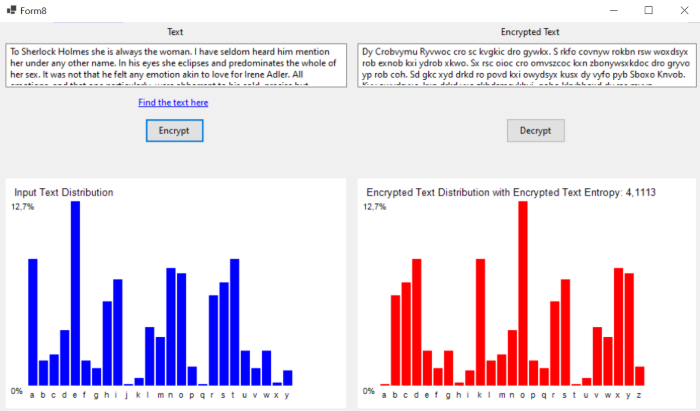 Form8
Text
Encrypted Text
To Sherlock Holmes she is always the woman. I have seldom heard him mention
her under any other name. In his eyes she eclipses and predominates the whole of
her sex. It was not that he felt any emotion akin to love for Irene Adler. All
Dy Crobvymu Ryvwoc cro sc kvgkic dro gywkx. S rkfo covnyw rokbn rsw woxdsyx
rob exnob kxi ydrob xkwo. Sx rsc oioc cro omvszcoc kxn zbonywsxkdoc dro gryvo
yp rob coh. Sd gkc xyd drkd ro povd kxi owydsyx kusx dy vyfo pyb Sboxo Knvob.
Find the text here
Encrypt
Decrypt
Input Text Distribution
12,7%
0%
a b c d e f g h i j k l m n o p q r s t u v w x y
Encrypted Text Distribution with Encrypted Text Entropy: 4,1113
12,7%
0%
a b c d e f g h i k l m n o p q r s t u v w x y z